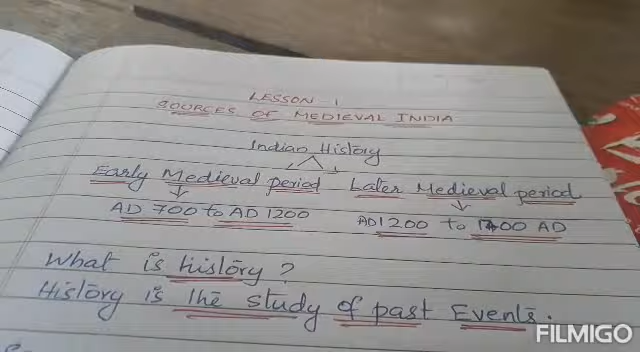 LESSON 1
SOURCES OF MEDIEVAL INDIA
Indian History
Early Medieval period Later Medieval period
AD 700 to AD 1200 AD 1200 to 1700 AD
What is history?
History is the study of past Events.
FILMIGO